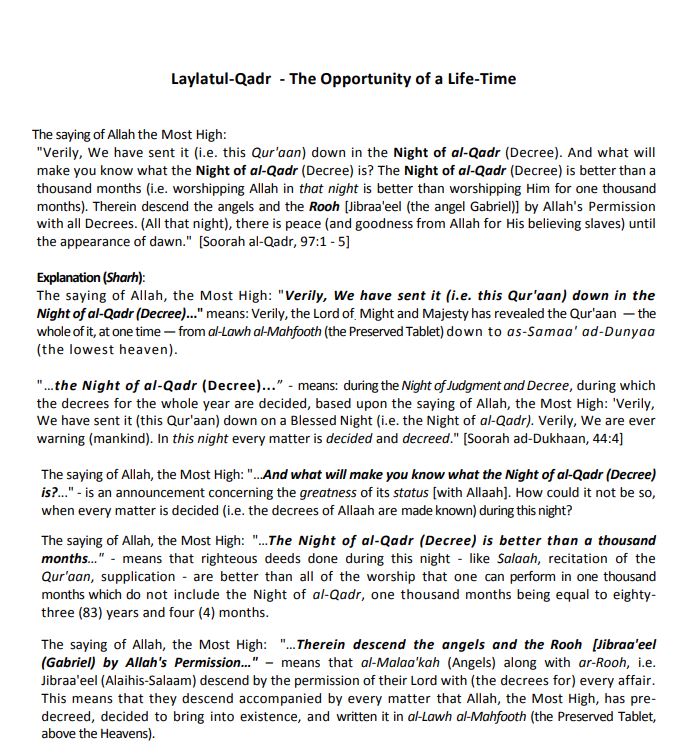 Laylatul-Qadr - The Opportunity of a Life-Time
The saying of Allah the Most High:
"Verily, We have sent it (i.e. this Qur'aan) down in the Night of al-Qadr (Decree). And what will
make you know what the Night of al-Qadr (Decree) is? The Night of al-Qadr (Decree) is better than a
thousand months (i.e. worshipping Allah in that night is better than worshipping Him for one thousand
months). Therein descend the angels and the Rooh [Jibraa'eel (the angel Gabriel)] by Allah's Permission
with all Decrees. (All that night), there is peace (and goodness from Allah for His believing slaves) until
the appearance of dawn." [Soorah al-Qadr, 97:1 - 5]
Explanation (Sharh):
The saying of Allah, the Most High: "Verily, We have sent it (i.e. this Qur'aan) down in the
Night of al-Qadr (Decree)..." means: Verily, the Lord of Might and Majesty has revealed the Qur'aan — the
whole of it, at one time — from al-Lawh al-Mahfooth (the Preserved Tablet) down to as-Samaa' ad-Dunyaa
(the lowest heaven).
"...the Night of al-Qadr (Decree)..." - means: during the Night of Judgment and Decree, during which
the decrees for the whole year are decided, based upon the saying of Allah, the Most High: 'Verily,
We have sent it (this Qur'aan) down on a Blessed Night (i.e. the Night of al-Qadr). Verily, We are ever
warning (mankind). In this night every matter is decided and decreed." [Soorah ad-Dukhaan, 44:4]
The saying of Allah, the Most High: "...And what will make you know what the Night of al-Qadr (Decree)
is?..." - is an announcement concerning the greatness of its status [with Allaah]. How could it not be so,
when every matter is decided (i.e. the decrees of Allaah are made known) during this night?
The saying of Allah, the Most High: "...The Night of al-Qadr (Decree) is better than a thousand
months..." - means that righteous deeds done during this night - like Salaah, recitation of the
Qur'aan, supplication - are better than all of the worship that one can perform in one thousand
months which do not include the Night of al-Qadr, one thousand months being equal to eighty-
three (83) years and four (4) months.
The saying of Allah, the Most High: "...Therein descend the angels and the Rooh [Jibraa'eel
(Gabriel) by Allah's Permission..." – means that al-Malaa'kah (Angels) along with ar-Rooh, i.e.
Jibraa'eel (Alaihis-Salaam) descend by the permission of their Lord with (the decrees for) every affair.
This means that they descend accompanied by every matter that Allah, the Most High, has pre-
decreed, decided to bring into existence, and written it in al-Lawh al-Mahfooth (the Preserved Tablet,
above the Heavens).